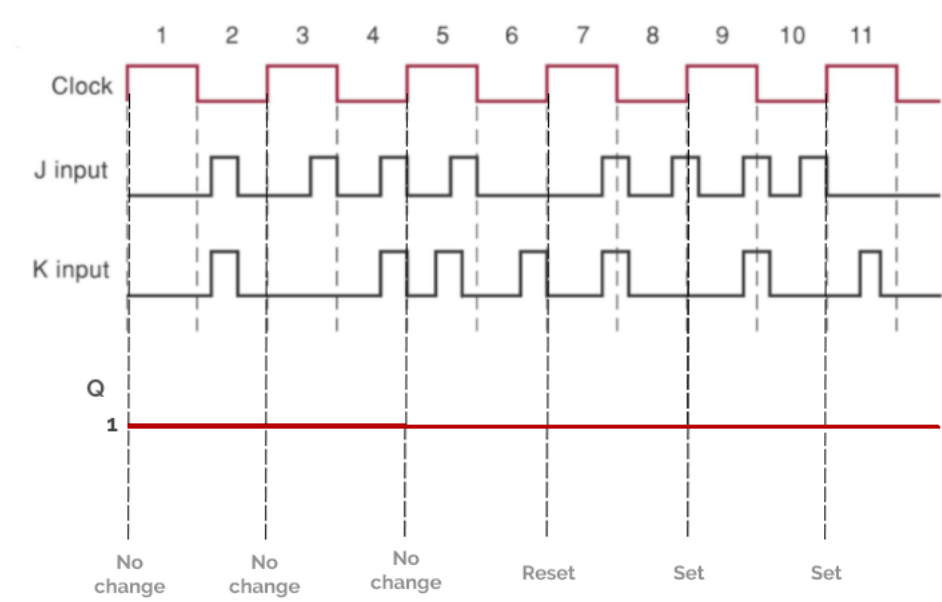 1 2 3 4 5 6 7 8 9 10 11
Clock
J input
K input
Q
1
No
change
No
change
No
change
Reset
Set
Set